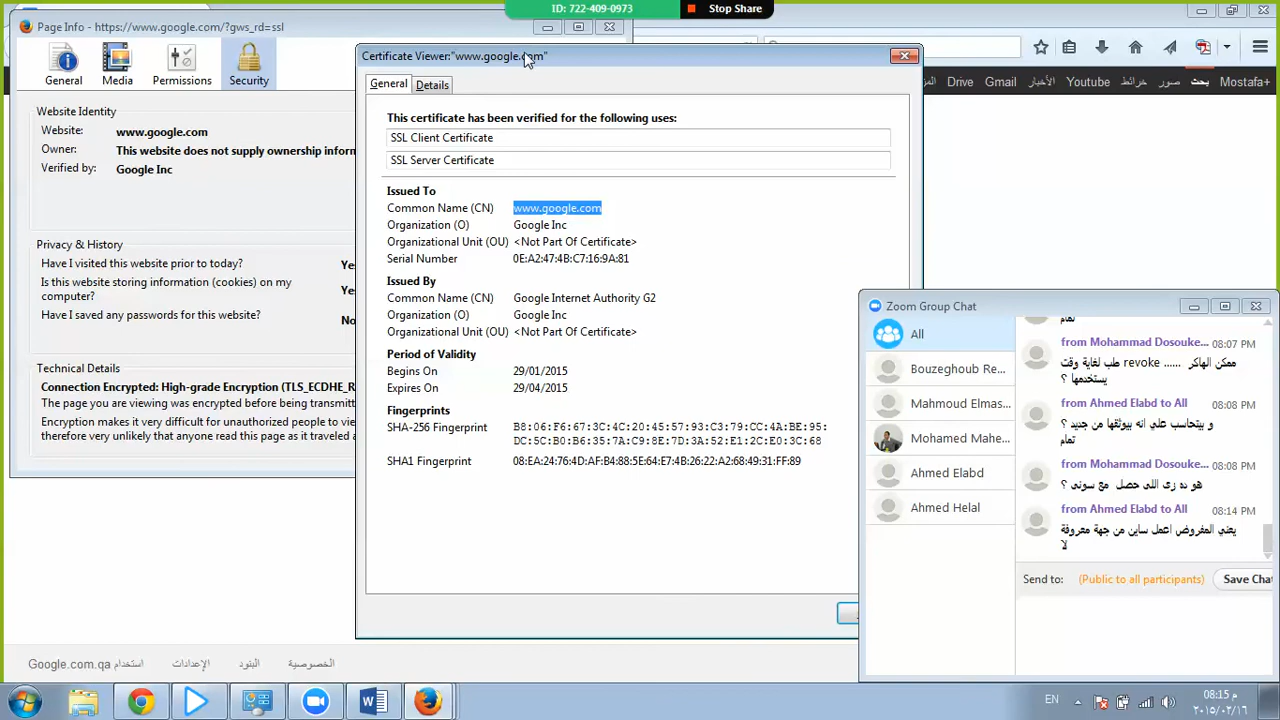 ID: 722-409-0973
Stop Share
Page Info - https://www.google.com/?gws_rd=ssl
General
Media
Permissions
Security
Website Identity
Website: www.google.com
Owner: This website does not supply ownership inforn
Verified by: Google Inc
Privacy & History
Have I visited this website prior to today? Ye
Is this website storing information (cookies) on my
computer? Ye
Have I saved any passwords for this website? No
Technical Details
Connection Encrypted: High-grade Encryption (TLS_ECDHE_R
The page you are viewing was encrypted before being transmitt
Encryption makes it very difficult for unauthorized people to vie
therefore very unlikely that anyone read this page as it traveled a
Certificate Viewer:"www.google.com"
General
Details
This certificate has been verified for the following uses:
SSL Client Certificate
SSL Server Certificate
Issued To
Common Name (CN) www.google.com
Organization (O) Google Inc
Organizational Unit (OU) <Not Part Of Certificate>
Serial Number 0E:A2:47:4B:C7:16:9A:81
Issued By
Common Name (CN) Google Internet Authority G2
Organization (O) Google Inc
Organizational Unit (OU) <Not Part Of Certificate>
Period of Validity
Begins On 29/01/2015
Expires On 29/04/2015
Fingerprints
SHA-256 Fingerprint B8:06:F6:67:3C:4C:20:45:57:93:C3:79:CC:4A:BE:95:
DC:5C:B0:B6:35:7A:C9:8E:7D:3A:52:E1:2C:E0:3C:68
SHA1 Fingerprint 08:EA:24:76:4D:AF:B4:88:5E:64:E7:4B:26:22:A2:68:49:31:FF:89
Drive
Gmail
الأخبار
Youtube
خرائط
صور
بحث
Mostafa+
Zoom Group Chat
All
Bouzeghoub Re...
Mahmoud Elmas...
Mohamed Mahe...
Ahmed Elabd
Ahmed Helal
تمام
from Mohammad Dosouke... 08:07 PM
ممكن الهاكر ...... revoke طب لغاية وقت
يستخدمها ؟
from Ahmed Elabd to All 08:08 PM
و بيتحاسب علي انه بيوثقها من جديد ؟
تمام
from Mohammad Dosouke... 08:08 PM
هو ده زى اللى حصل مع سونى ؟
from Ahmed Elabd to All 08:14 PM
يعني المفروض اعمل ساين من جهة معروفة
لا
Send to: (Public to all participants) Save Chat
Google.com.qa
استخدام
الإعدادات
البنود
الخصوصية
EN
08:15 م
٢٠١٥/٠٢/١٦